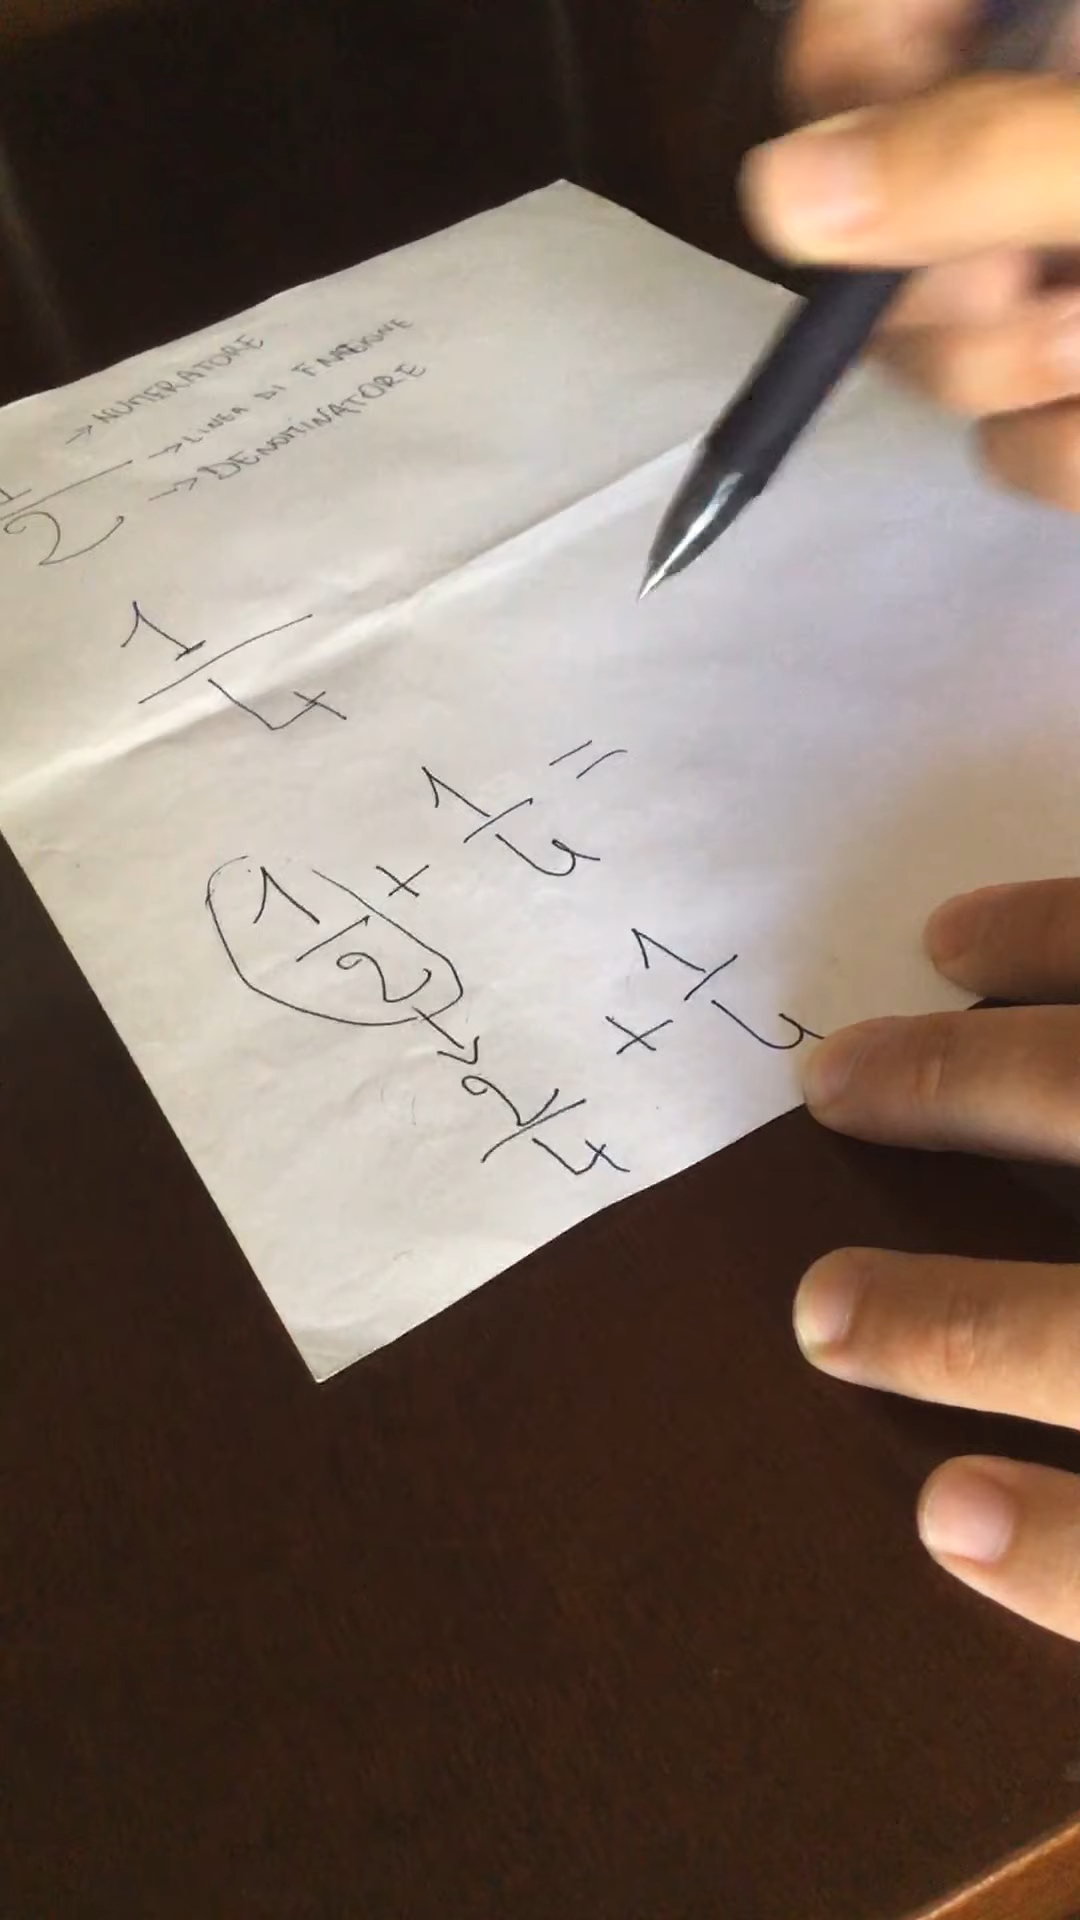 1/2 → NUMERATORE
→ LINEA DI FRAZIONE
→ DENOMINATORE
1/4
1/2 + 1/4 =
→ 2/4 + 1/4